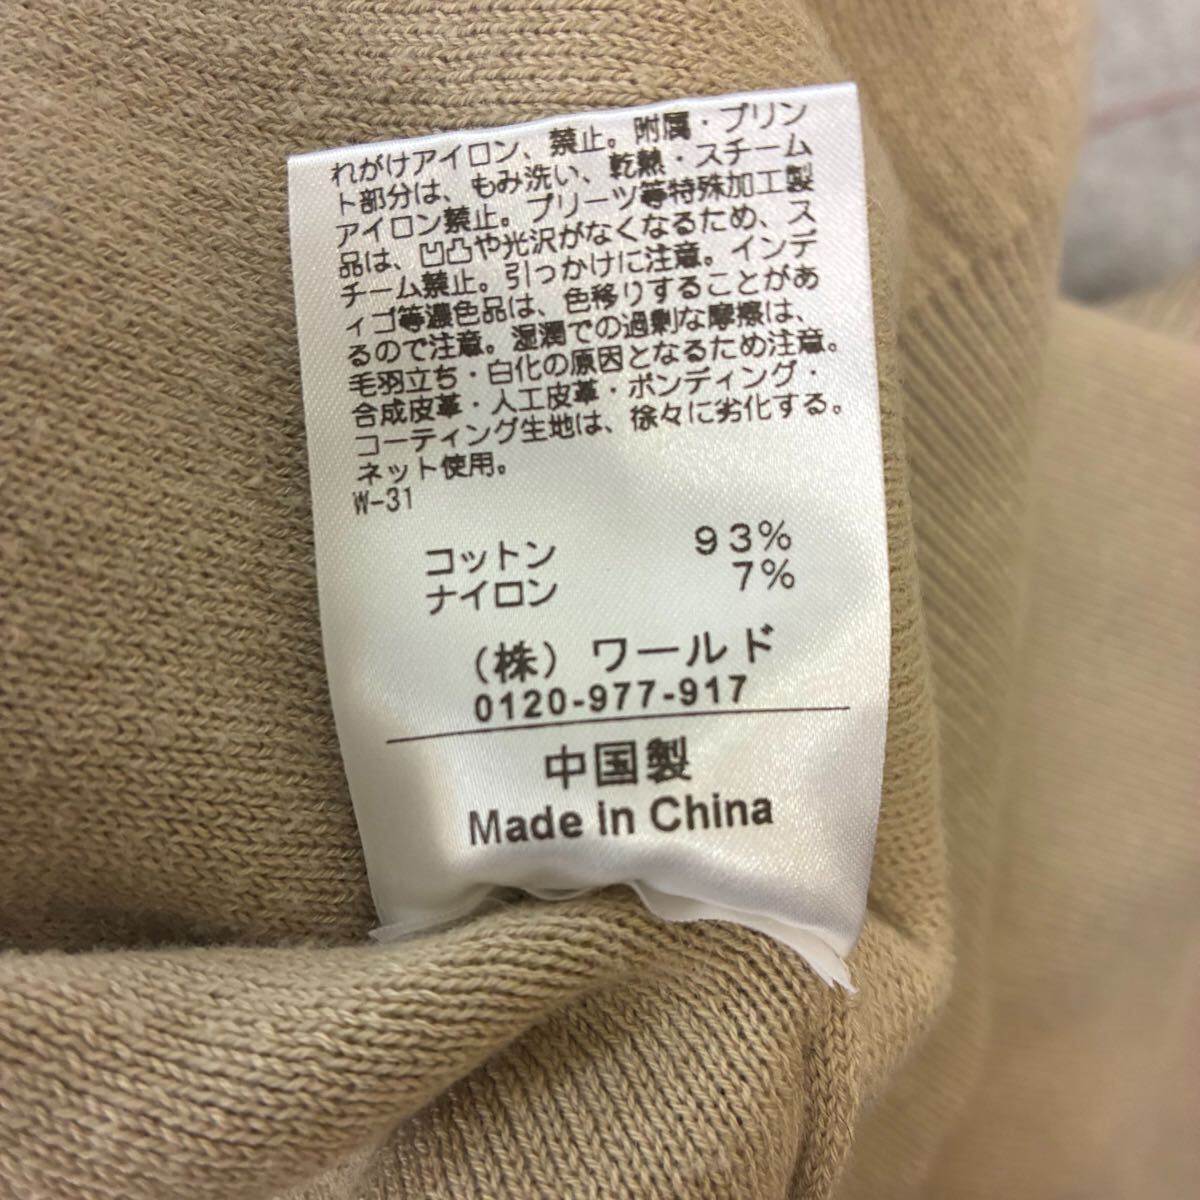 れがけアイロン、禁止。附属・プリン
ト部分は、もみ洗い、乾熱・スチーム
アイロン禁止。プリーツ等特殊加工製
品は、凹凸や光沢がなくなるため、ス
チーム禁止。引っかけに注意。インデ
ィゴ等濃色品は、色移りすることがあ
るので注意。湿潤での過剰な摩擦は、
毛羽立ち・白化の原因となるため注意。
合成皮革・人工皮革・ボンディング・
コーティング生地は、徐々に劣化する。
ネット使用。
W-31
コットン 93%
ナイロン 7%
(株) ワールド
0120-977-917
中国製
Made in China